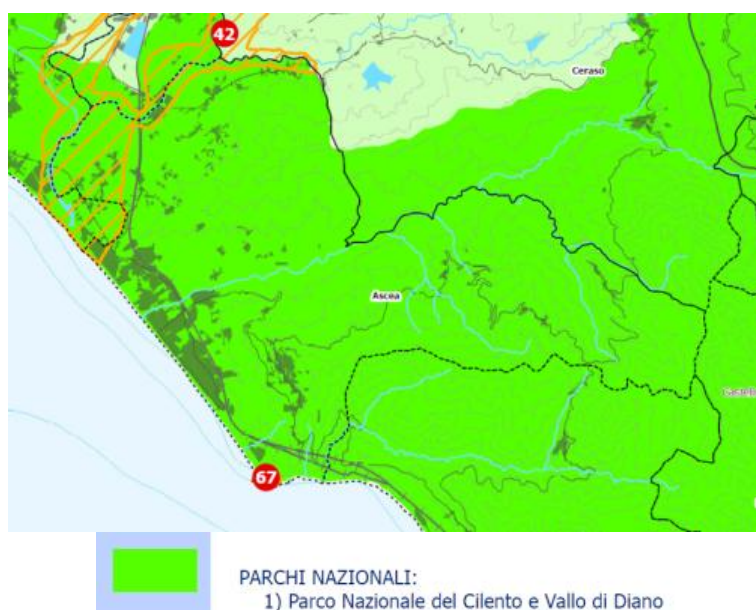 42
Ceraso
Ascea
67
PARCHI NAZIONALI:
1) Parco Nazionale del Cilento e Vallo di Diano